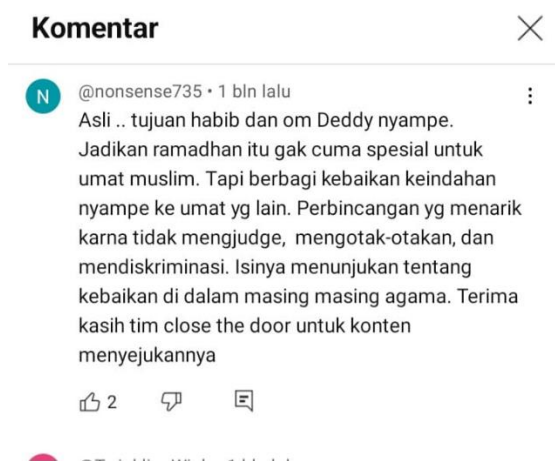 Komentar
N
@nonsense735 • 1 bln lalu
Asli .. tujuan habib dan om Deddy nyampe.
Jadikan ramadhan itu gak cuma spesial untuk
umat muslim. Tapi berbagi kebaikan keindahan
nyampe ke umat yg lain. Perbincangan yg menarik
karna tidak mengjudge,  mengotak-otakan, dan
mendiskriminasi. Isinya menunjukan tentang
kebaikan di dalam masing masing agama. Terima
kasih tim close the door untuk konten
menyejukannya
2